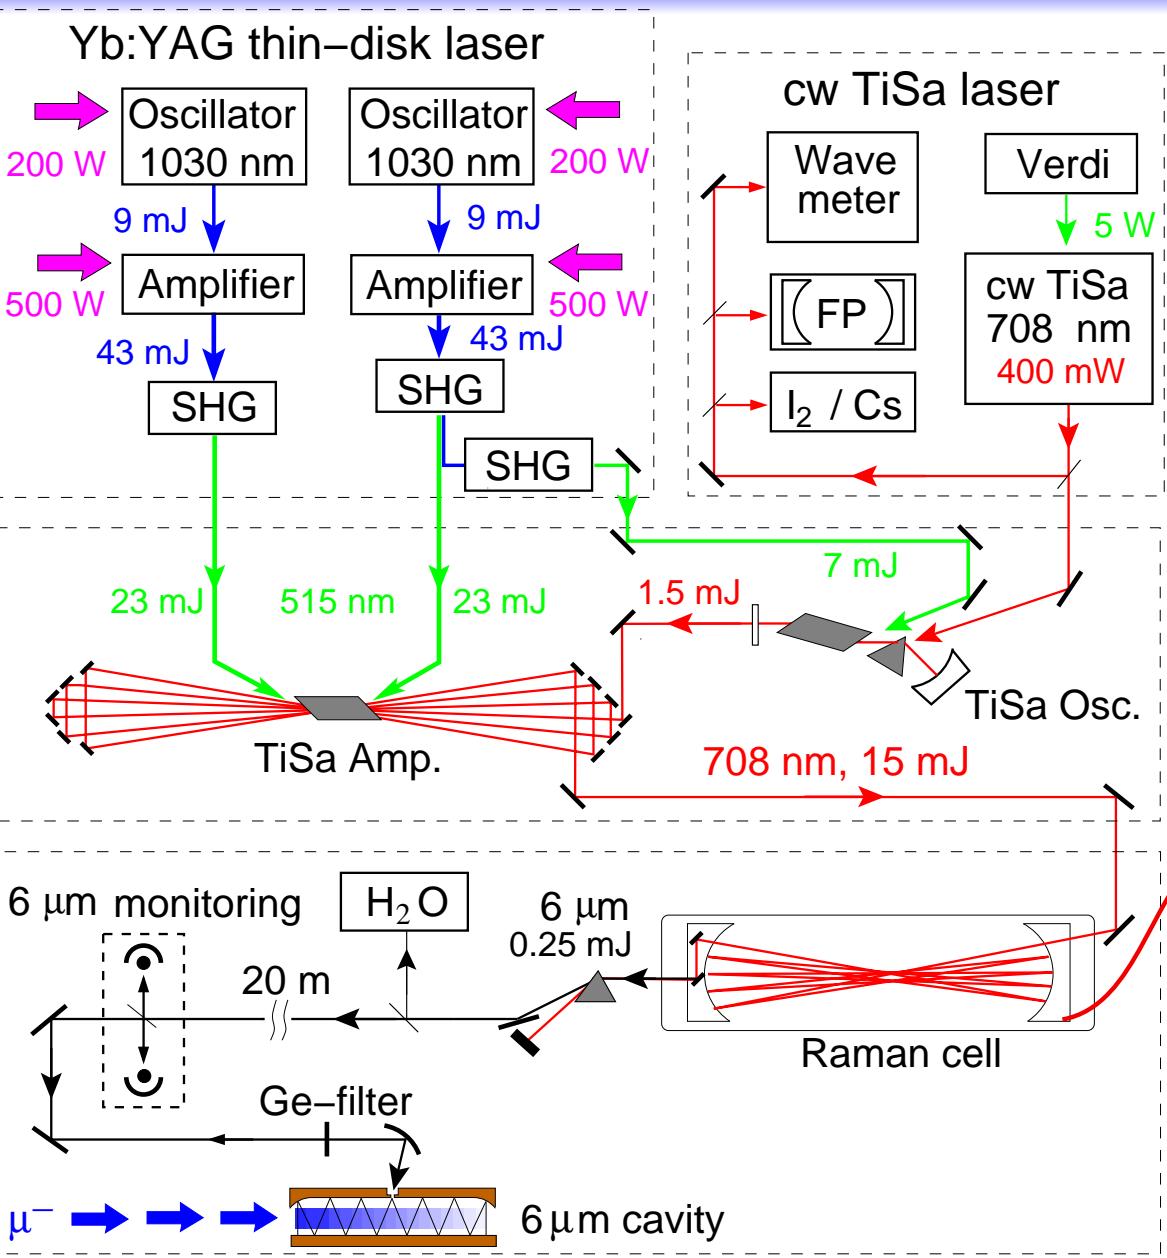 Yb:YAG thin−disk laser
Oscillator
1030 nm
Oscillator
1030 nm
200 W
200 W
9 mJ
9 mJ
Amplifier
Amplifier
500 W
500 W
43 mJ
43 mJ
SHG
SHG
SHG
cw TiSa laser
Wave
meter
Verdi
5 W
FP
cw TiSa
708 nm
400 mW
I₂ / Cs
23 mJ
515 nm
23 mJ
7 mJ
1.5 mJ
TiSa Osc.
TiSa Amp.
708 nm, 15 mJ
6 μm monitoring
H₂O
6 μm
0.25 mJ
20 m
Raman cell
Ge−filter
μ⁻
6 μm cavity